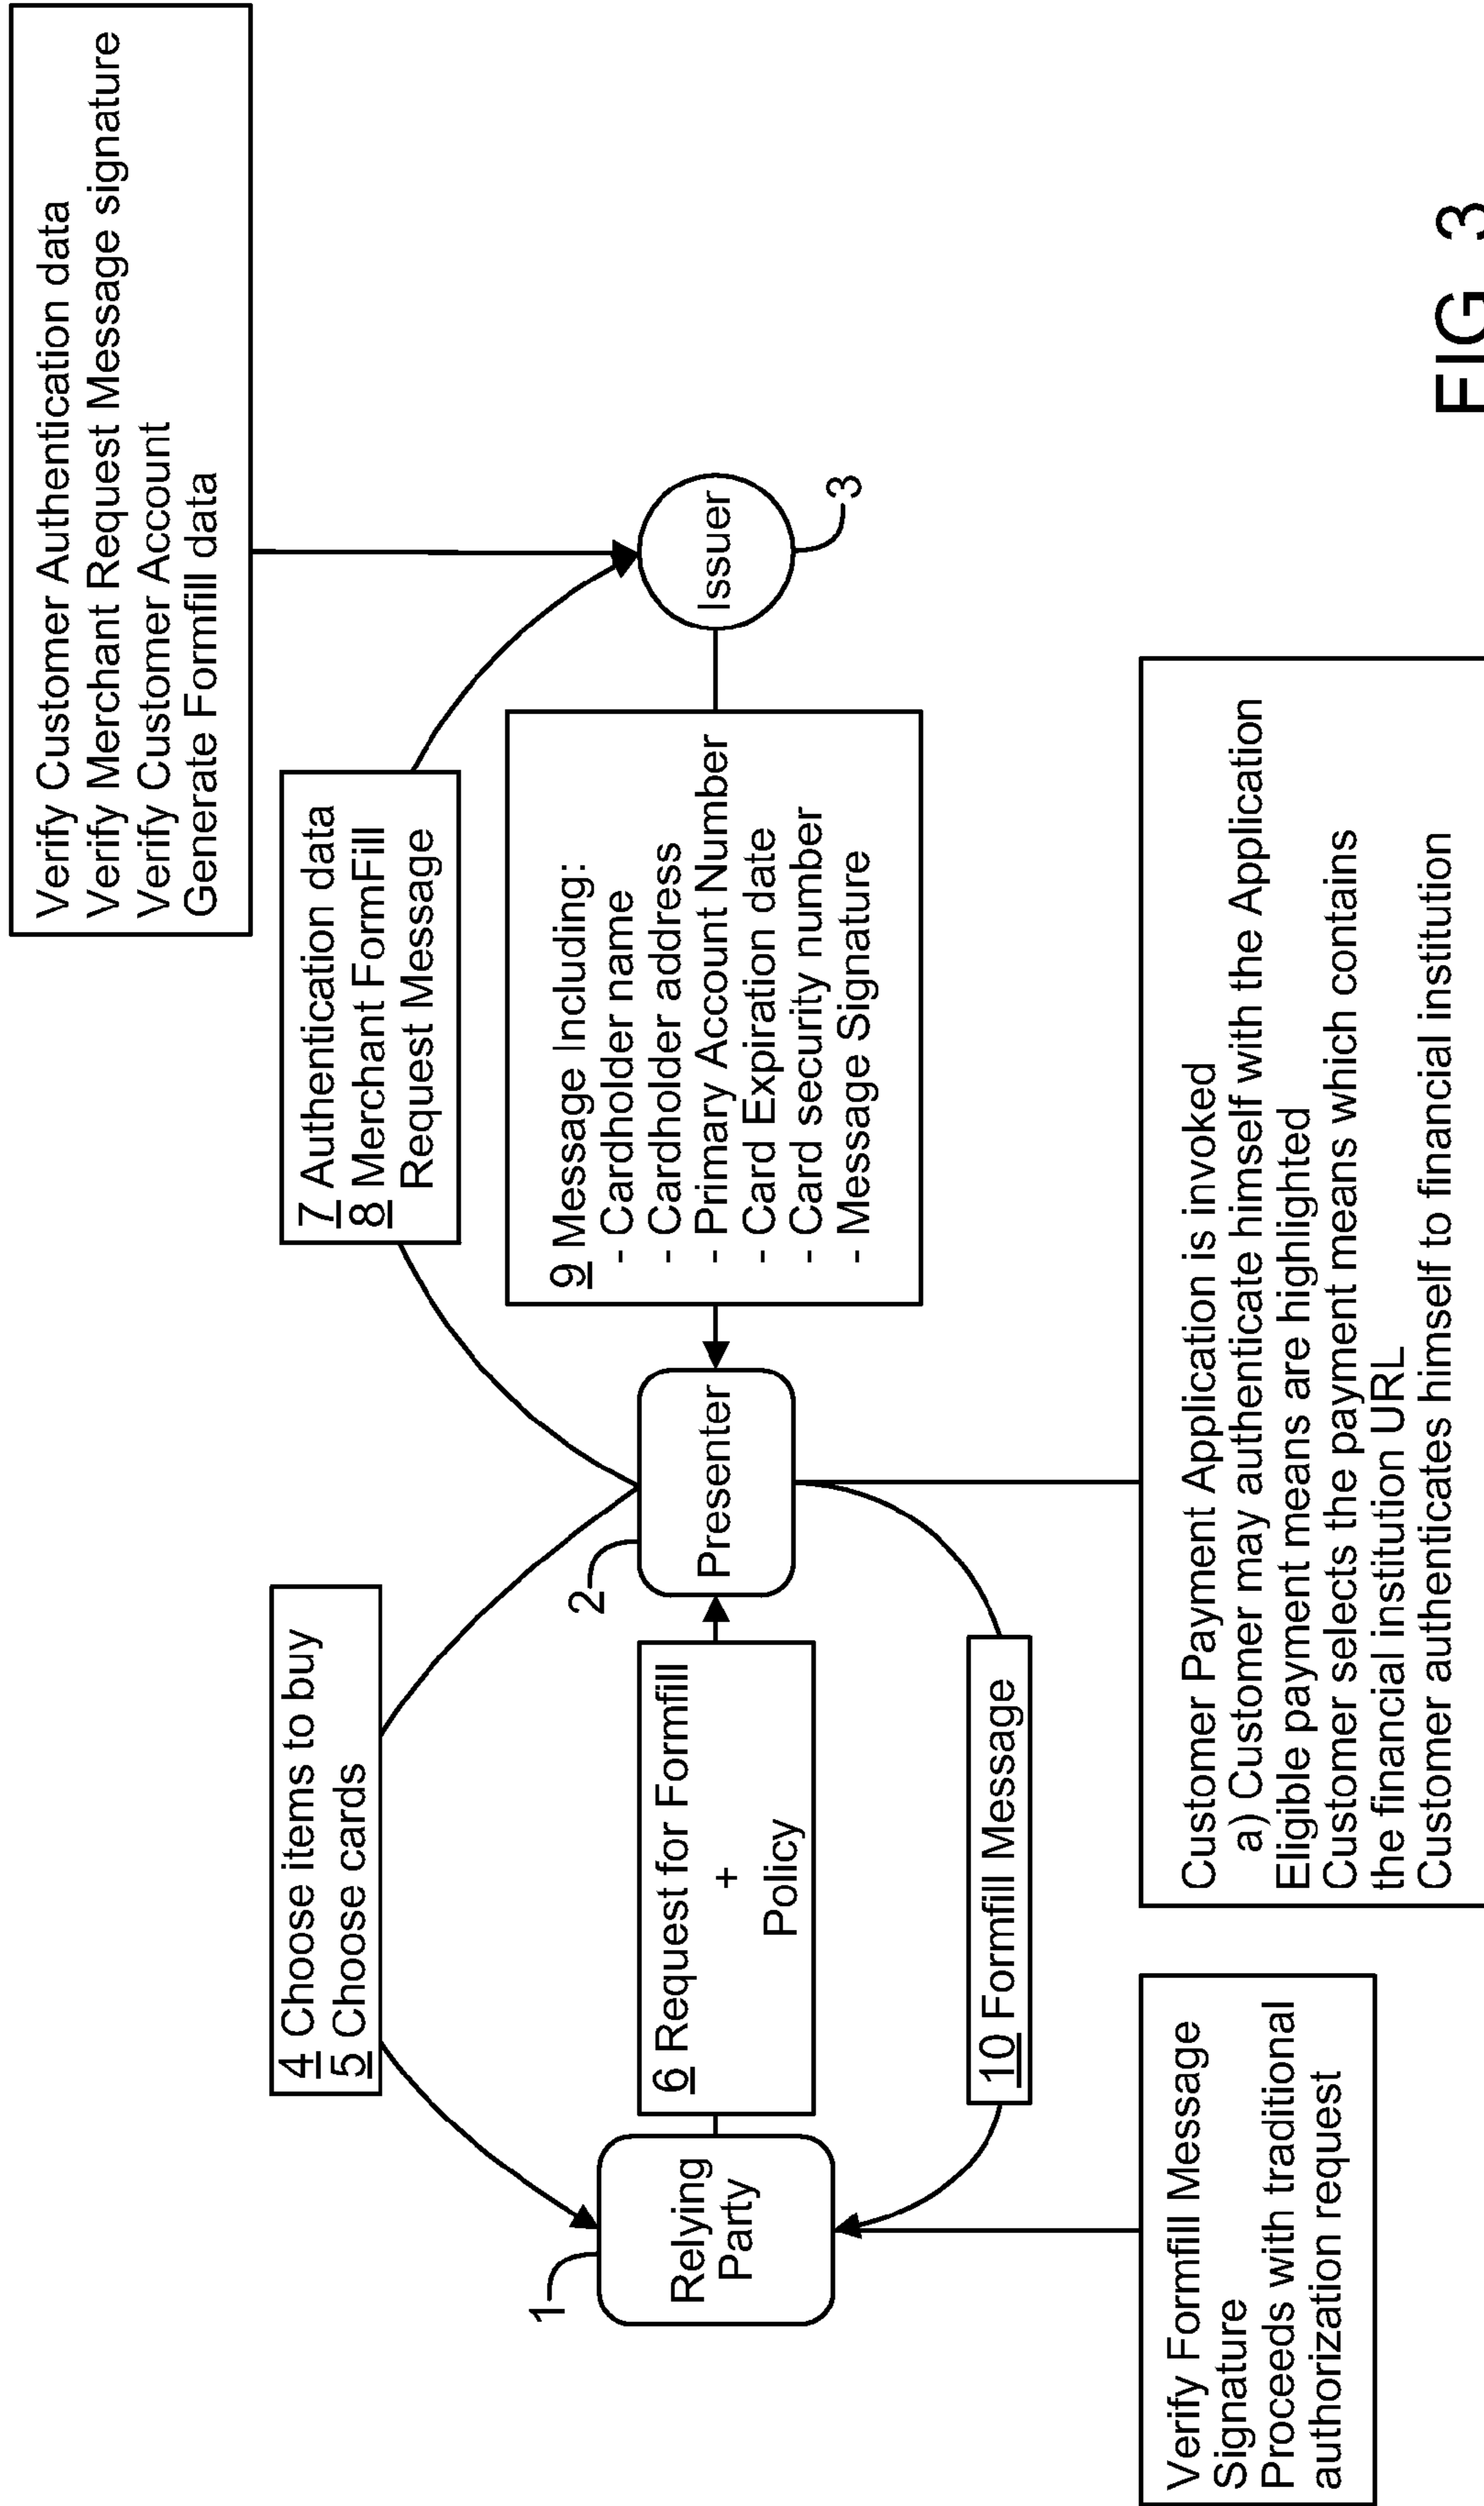 Verify Customer Authentication data
Verify Merchant Request Message signature
Verify Customer Account
Generate Formfill data
4 Choose items to buy
5 Choose cards
7 Authentication data
8 Merchant FormFill
Request Message
1
Relying
Party
6 Request for Formfill
+
Policy
2
Presenter
9 Message Including:
- Cardholder name
- Cardholder address
- Primary Account Number
- Card Expiration date
- Card security number
- Message Signature
Issuer
3
10 Formfill Message
Verify Formfill Message
Signature
Proceeds with traditional
authorization request
Customer Payment Application is invoked
a) Customer may authenticate himself with the Application
Eligible payment means are highlighted
Customer selects the payment means which contains
the financial institution URL
Customer authenticates himself to financial institution
FIG 3